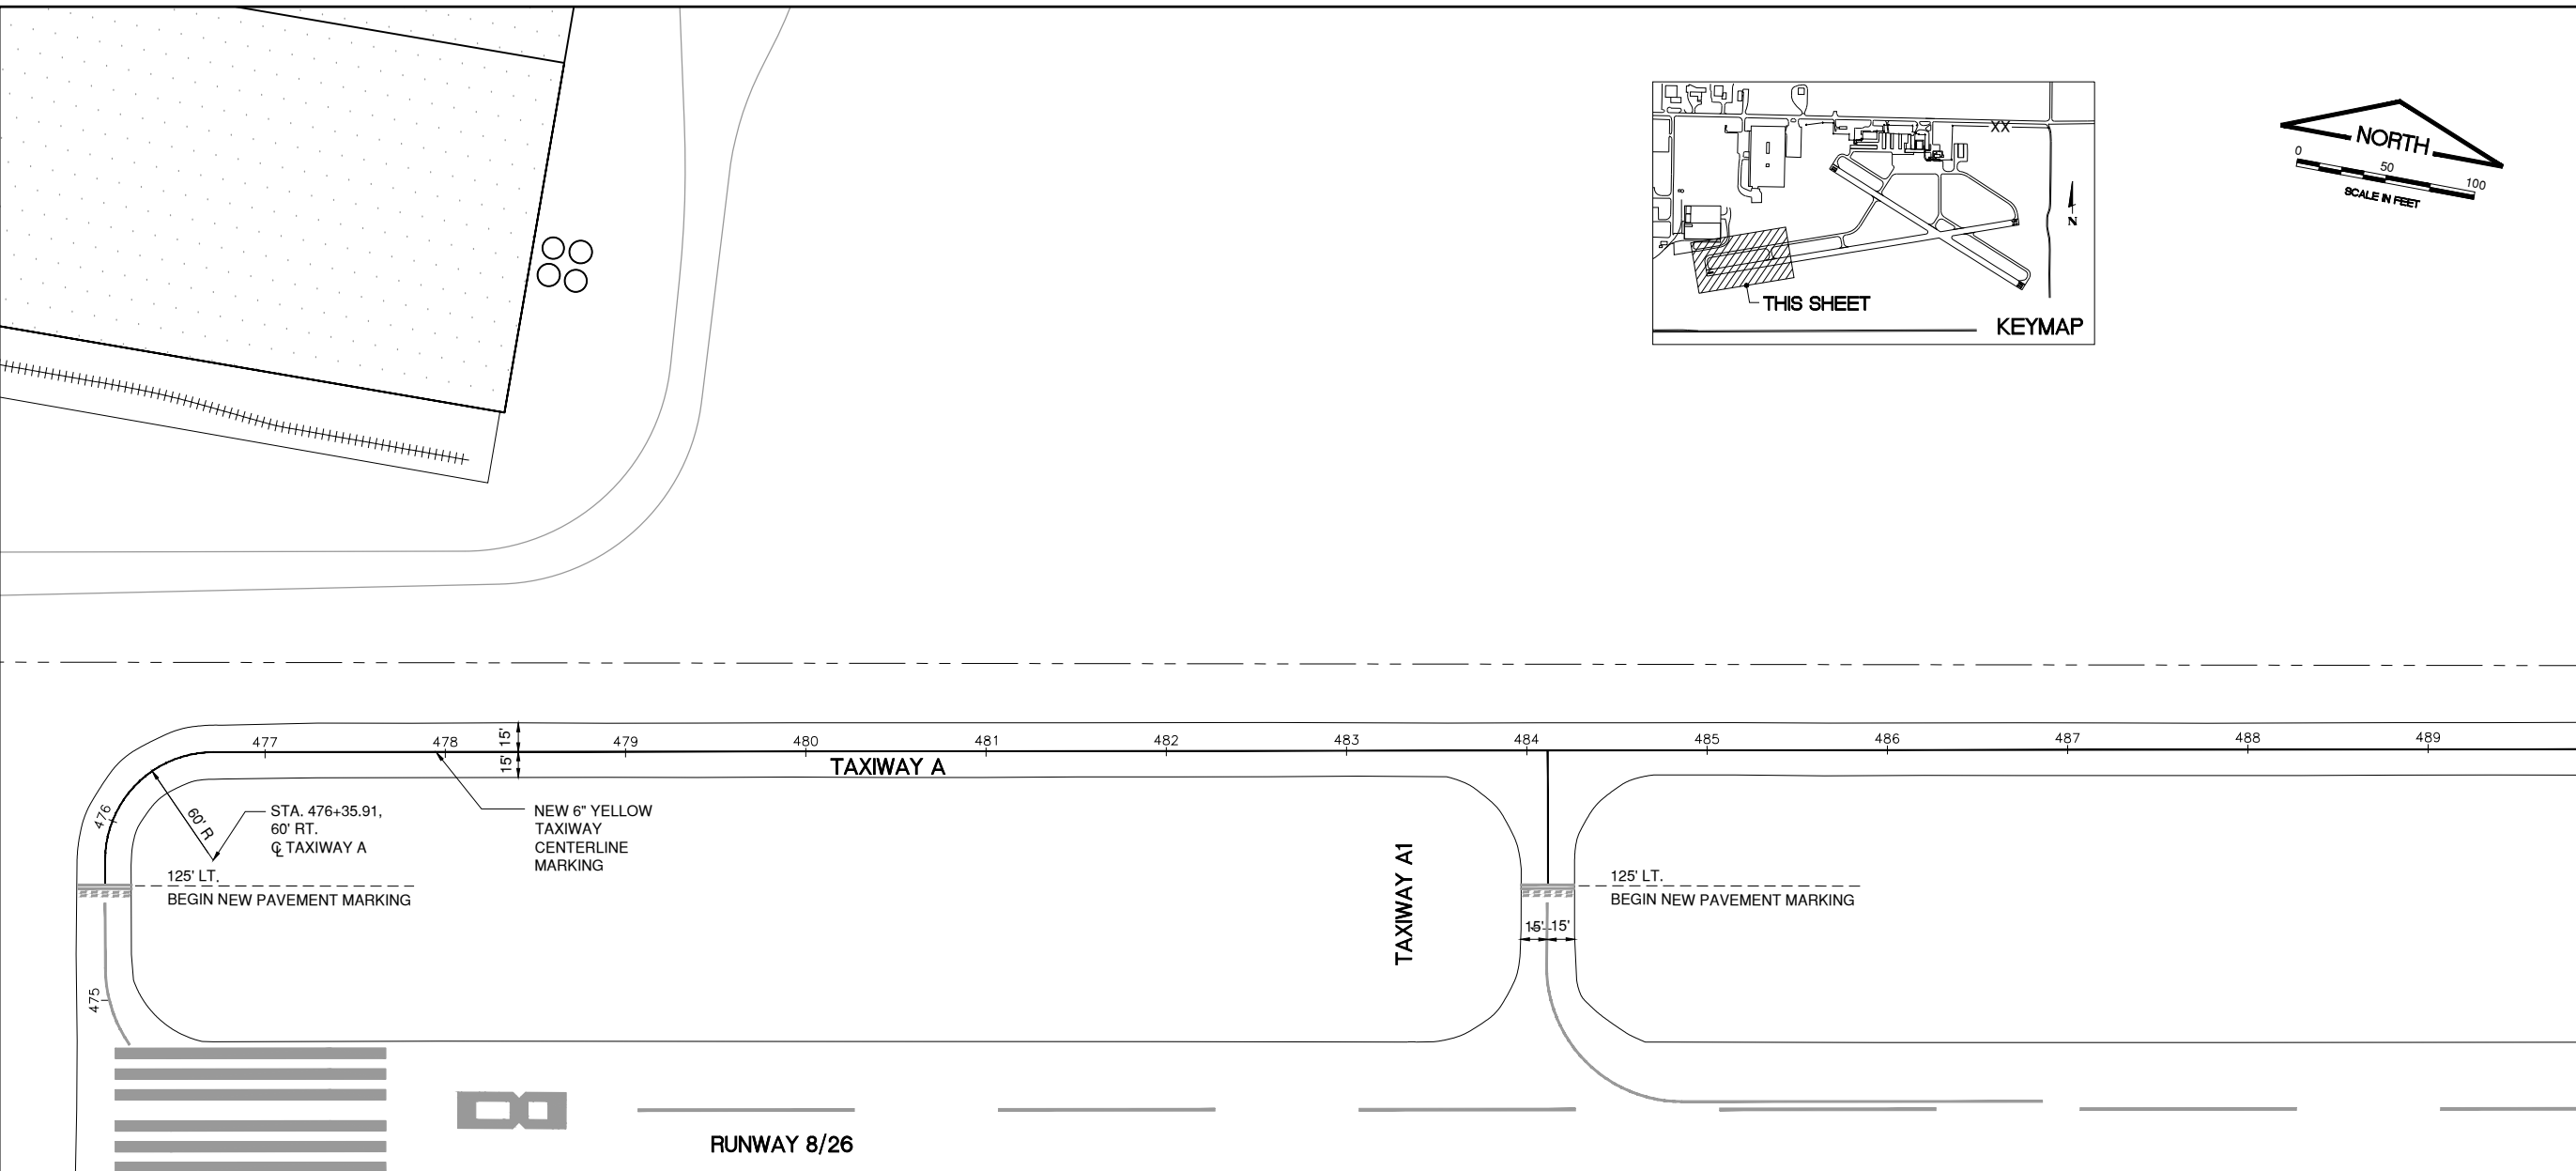 XX
N
THIS SHEET
KEYMAP
NORTH
0 50 100
SCALE IN FEET
477 478 479 480 481 482 483 484 485 486 487 488 489
15'
15'
TAXIWAY A
476
60' R
STA. 476+35.91,
60' RT.
℄ TAXIWAY A
NEW 6" YELLOW
TAXIWAY
CENTERLINE
MARKING
125' LT.
BEGIN NEW PAVEMENT MARKING
475
TAXIWAY A1
125' LT.
BEGIN NEW PAVEMENT MARKING
15' 15'
8
RUNWAY 8/26